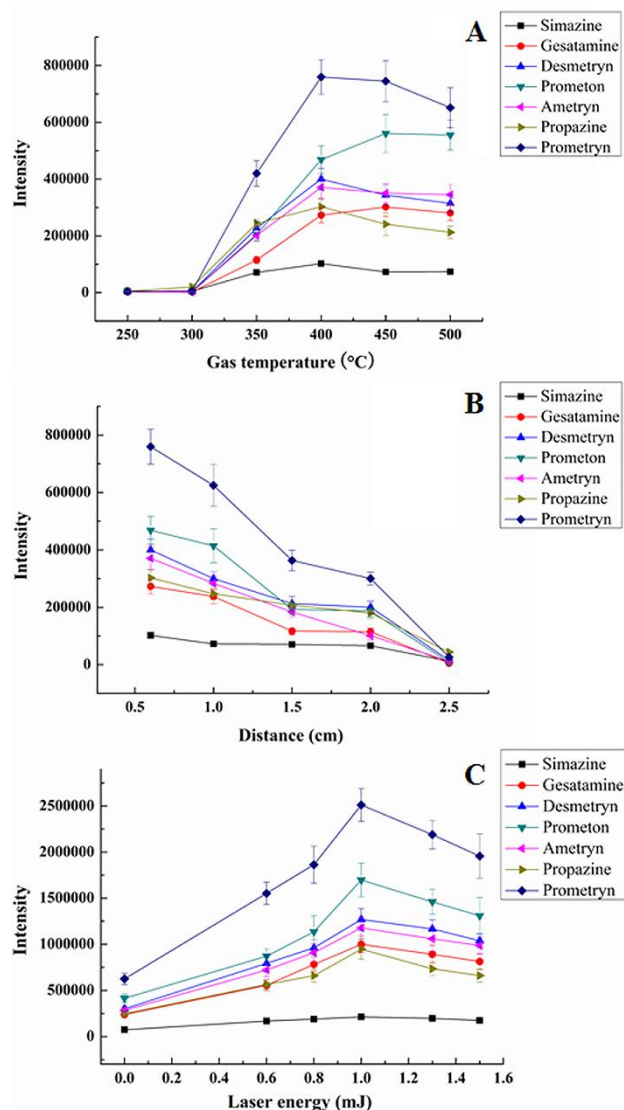 A
Simazine
Gesatamine
Desmetryn
Prometon
Ametryn
Propazine
Prometryn
Intensity
800000
600000
400000
200000
0
250 300 350 400 450 500
Gas temperature (°C)
B
Simazine
Gesatamine
Desmetryn
Prometon
Ametryn
Propazine
Prometryn
Intensity
800000
600000
400000
200000
0
0.5 1.0 1.5 2.0 2.5
Distance (cm)
C
Simazine
Gesatamine
Desmetryn
Prometon
Ametryn
Propazine
Prometryn
Intensity
2500000
2000000
1500000
1000000
500000
0
0.0 0.2 0.4 0.6 0.8 1.0 1.2 1.4 1.6
Laser energy (mJ)